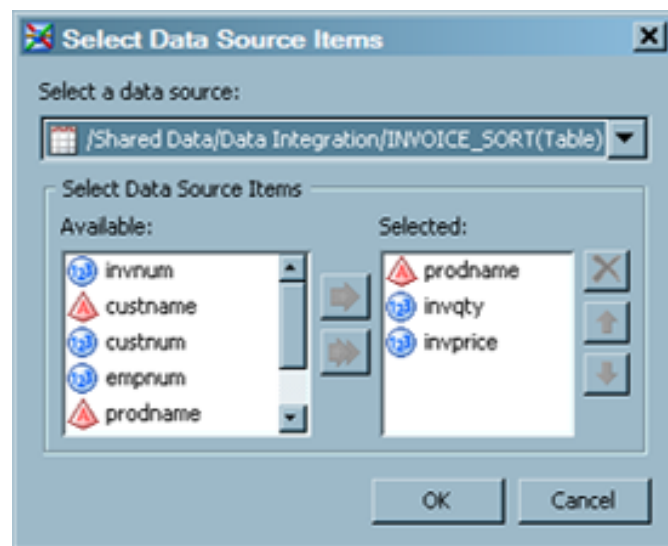 Select Data Source Items
Select a data source:
/Shared Data/Data Integration/INVOICE_SORT(Table)
Select Data Source Items
Available:
Selected:
invnum
custname
custnum
empnum
prodname
prodname
invqty
invprice
OK
Cancel